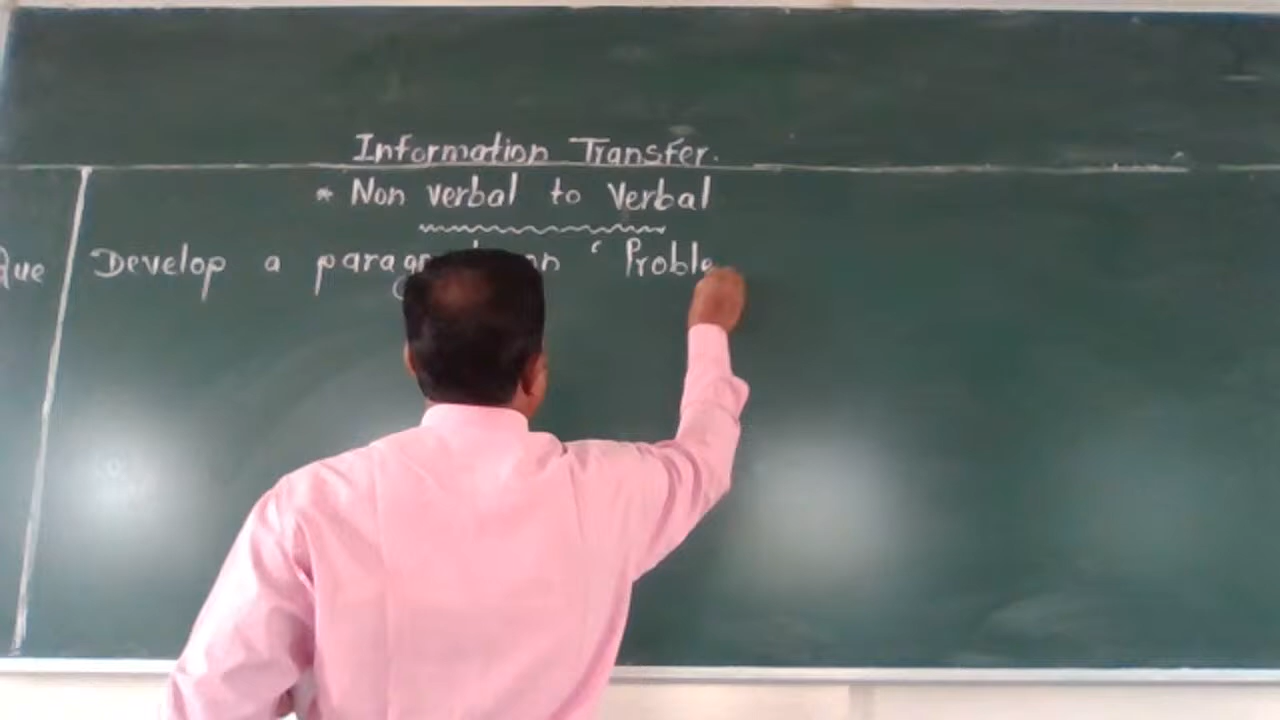 Information Transfer.
* Non verbal to Verbal
Que Develop a paragraph on ‘ Proble